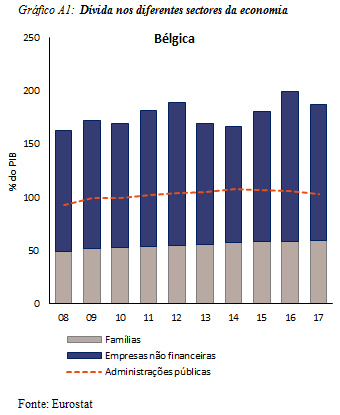 Gráfico A1: Dívida nos diferentes sectores da economia
Bélgica
250
200
150
100
50
0
% do PIB
08 09 10 11 12 13 14 15 16 17
Famílias
Empresas não financeiras
Administrações públicas
Fonte: Eurostat